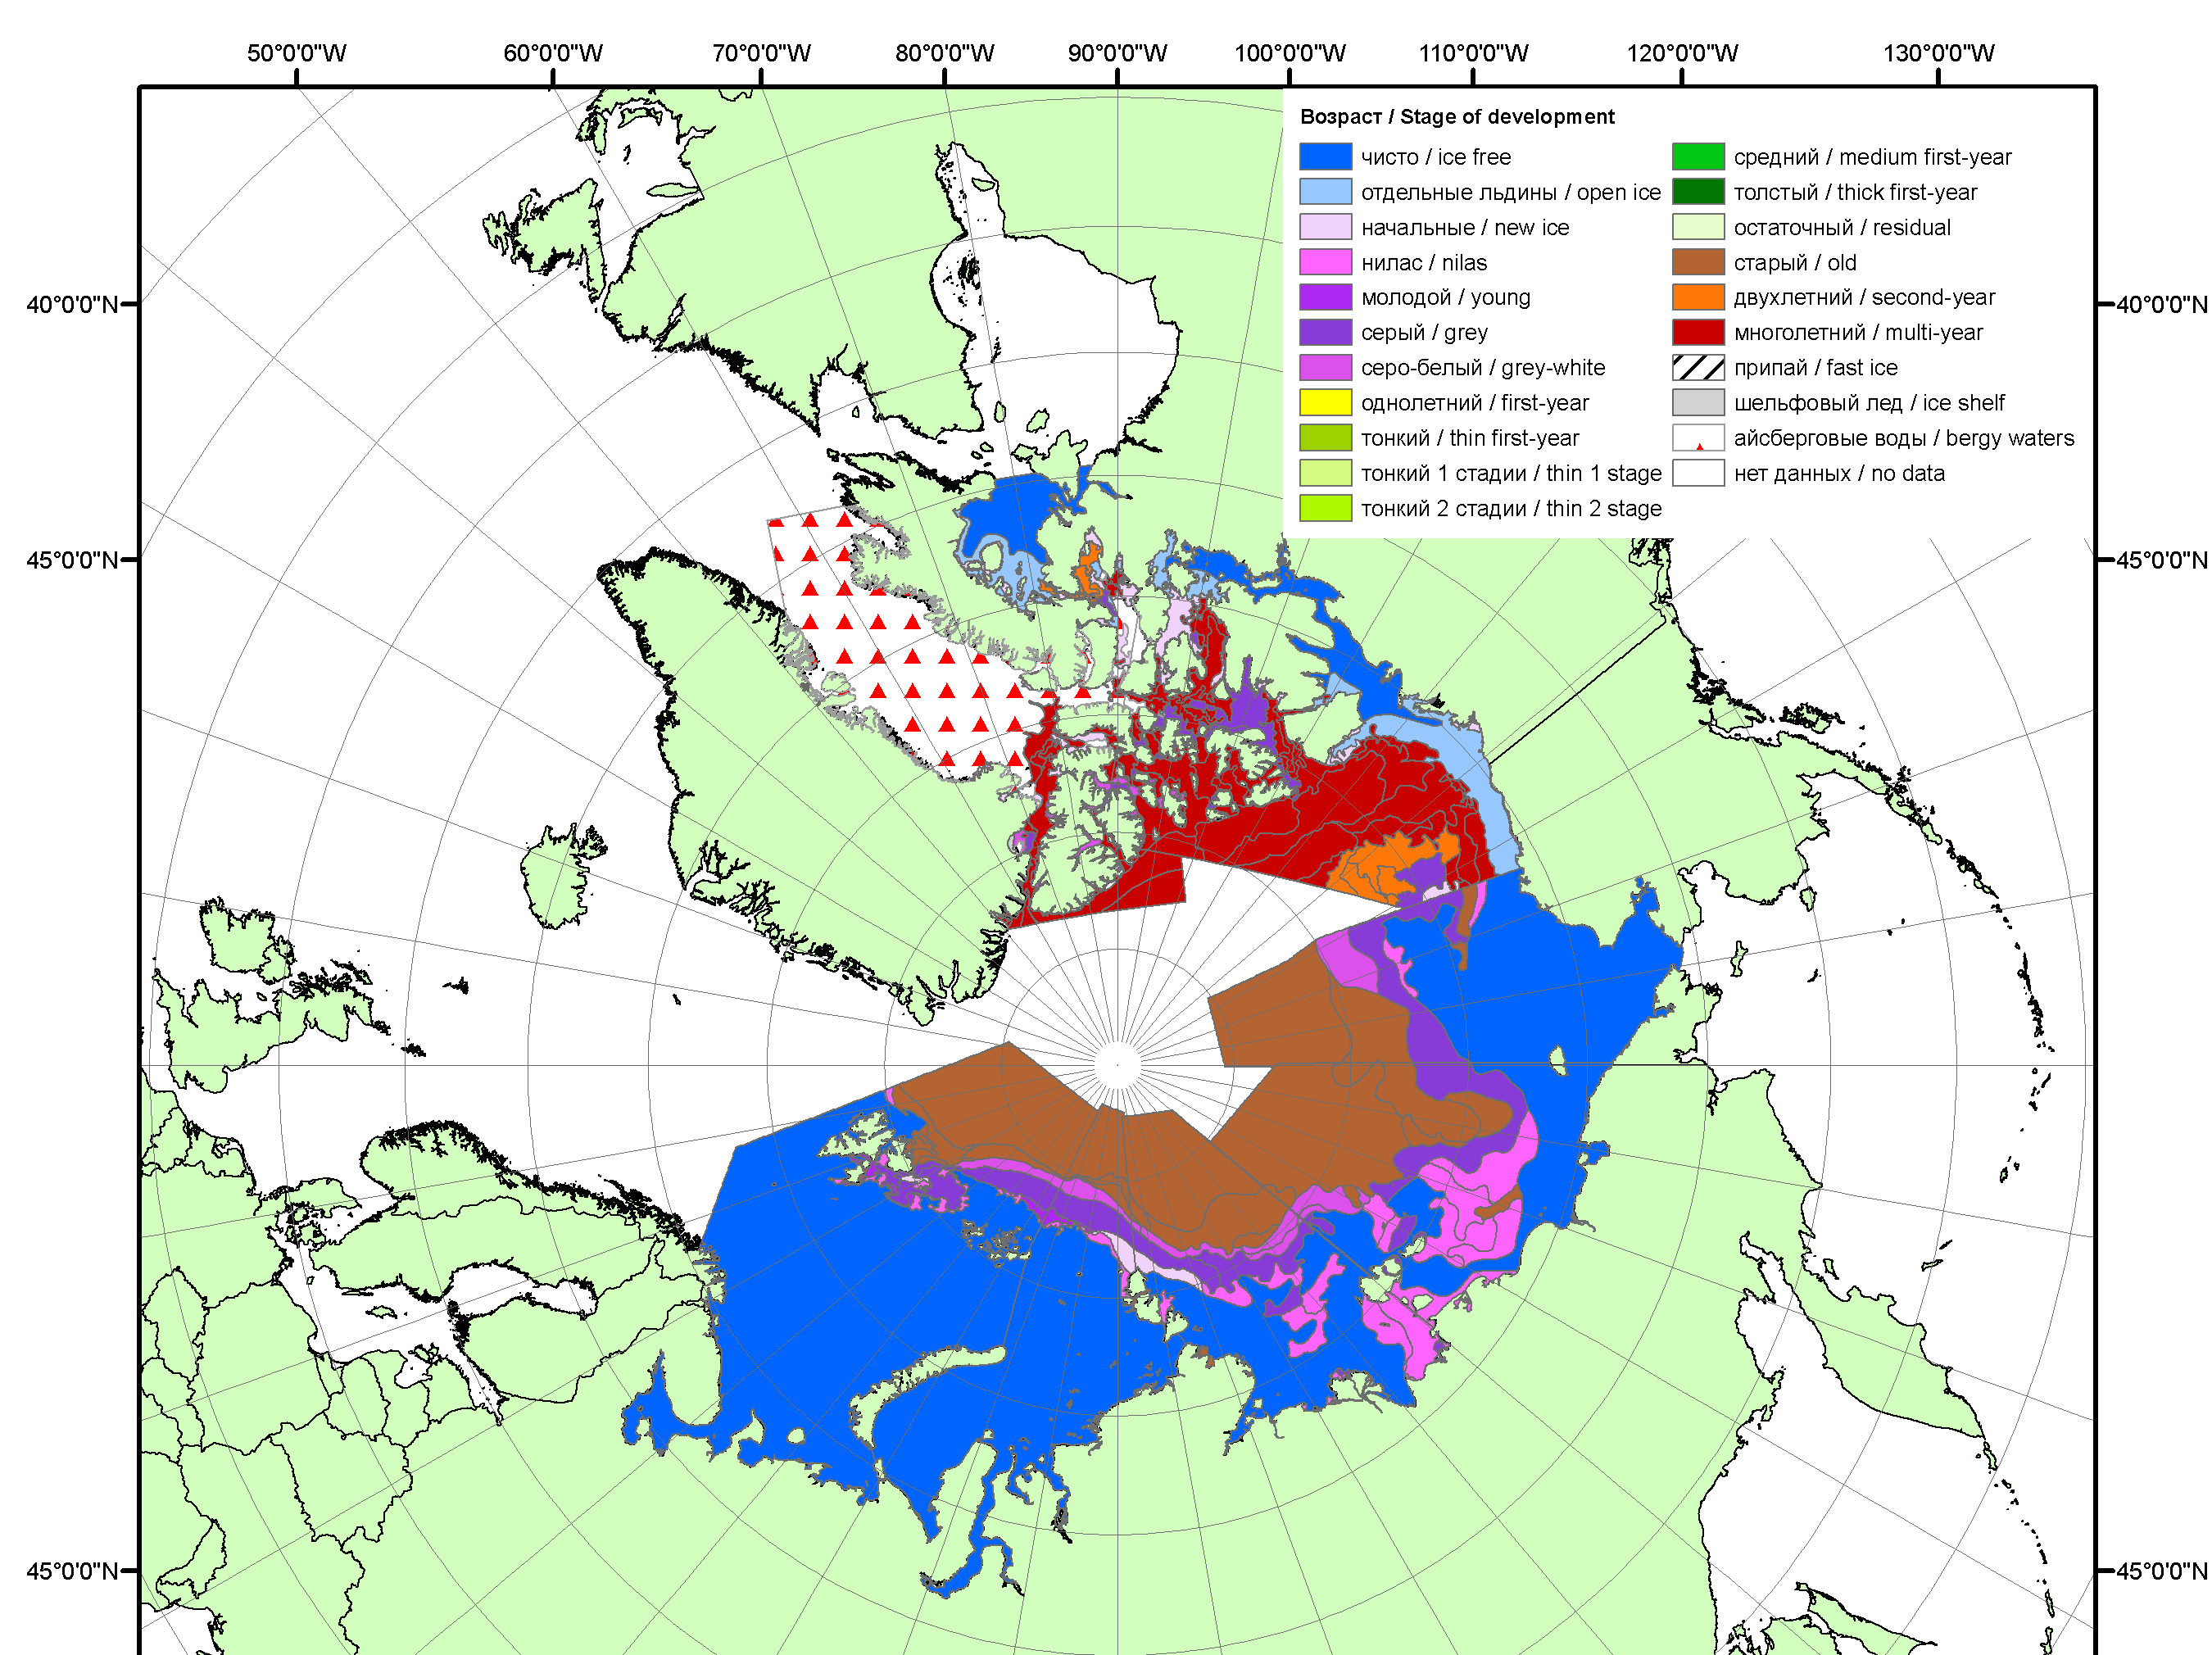 50°0'0"W 60°0'0"W 70°0'0"W 80°0'0"W 90°0'0"W 100°0'0"W 110°0'0"W 120°0'0"W 130°0'0"W
Возраст / Stage of development
чисто / ice free
отдельные льдины / open ice
начальные / new ice
нилас / nilas
молодой / young
серый / grey
серо-белый / grey-white
однолетний / first-year
тонкий / thin first-year
тонкий 1 стадии / thin 1 stage
тонкий 2 стадии / thin 2 stage
средний / medium first-year
толстый / thick first-year
остаточный / residual
старый / old
двухлетний / second-year
многолетний / multi-year
припай / fast ice
шельфовый лед / ice shelf
айсберговые воды / bergy waters
нет данных / no data
40°0'0"N 40°0'0"N
45°0'0"N 45°0'0"N
45°0'0"N 45°0'0"N